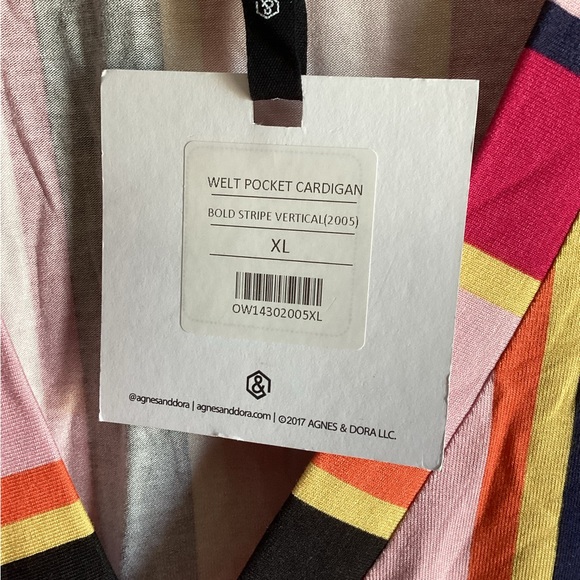 WELT POCKET CARDIGAN
BOLD STRIPE VERTICAL(2005)
XL
OW14302005XL
&
@agnesanddora | agnesanddora.com | ©2017 AGNES & DORA LLC.